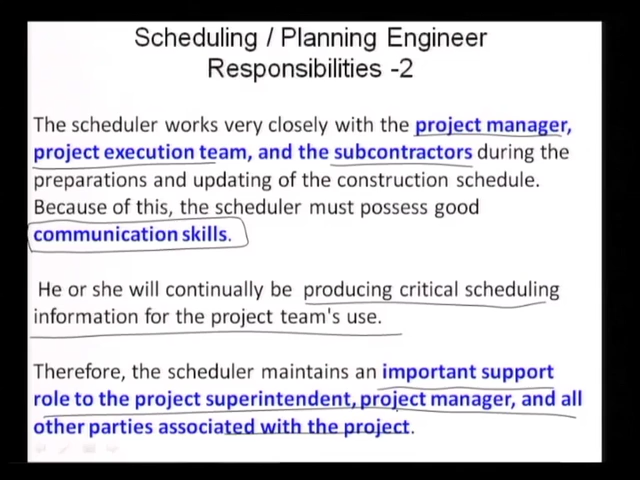 Scheduling / Planning Engineer
Responsibilities -2
The scheduler works very closely with the project manager,
project execution team, and the subcontractors during the
preparations and updating of the construction schedule.
Because of this, the scheduler must possess good
communication skills.
He or she will continually be producing critical scheduling
information for the project team's use.
Therefore, the scheduler maintains an important support
role to the project superintendent, project manager, and all
other parties associated with the project.